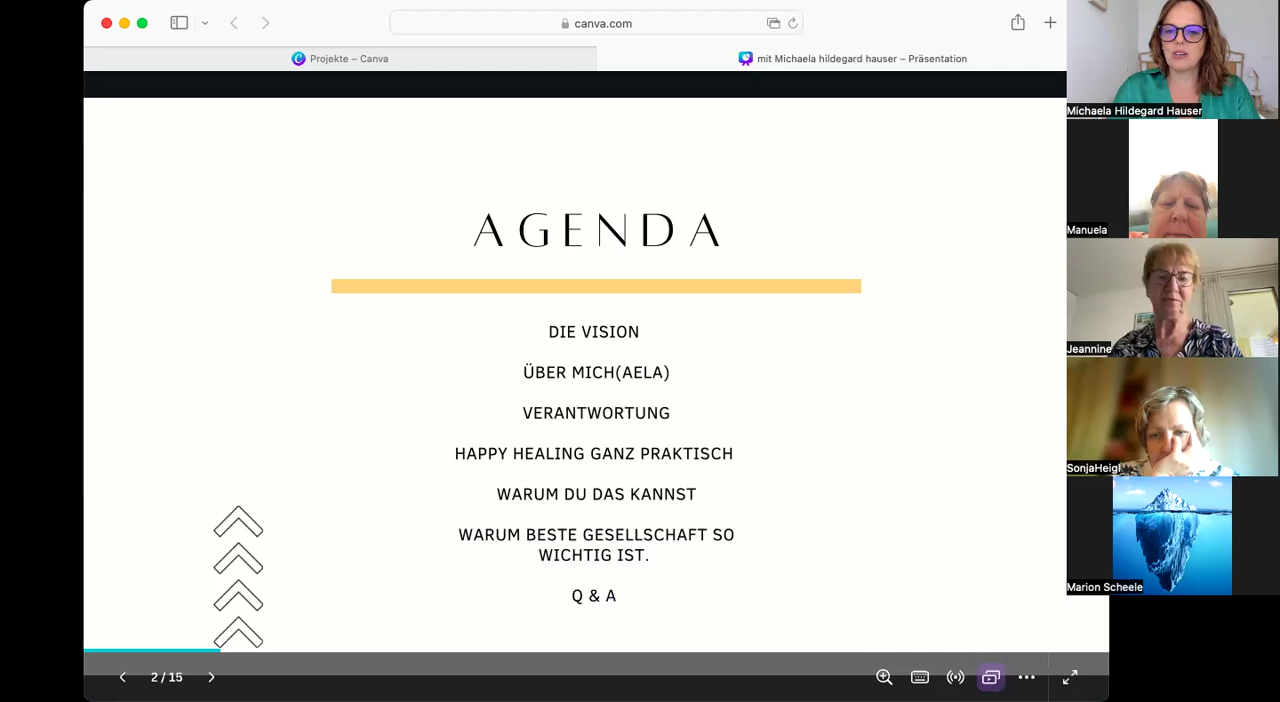 canva.com
Projekte – Canva
mit Michaela hildegard hauser – Präsentation
AGENDA
DIE VISION
ÜBER MICH(AELA)
VERANTWORTUNG
HAPPY HEALING GANZ PRAKTISCH
WARUM DU DAS KANNST
WARUM BESTE GESELLSCHAFT SO
WICHTIG IST.
Q & A
2 / 15
Michaela Hildegard Hauser
Manuela
Jeannine
SonjaHeigl
Marion Scheele